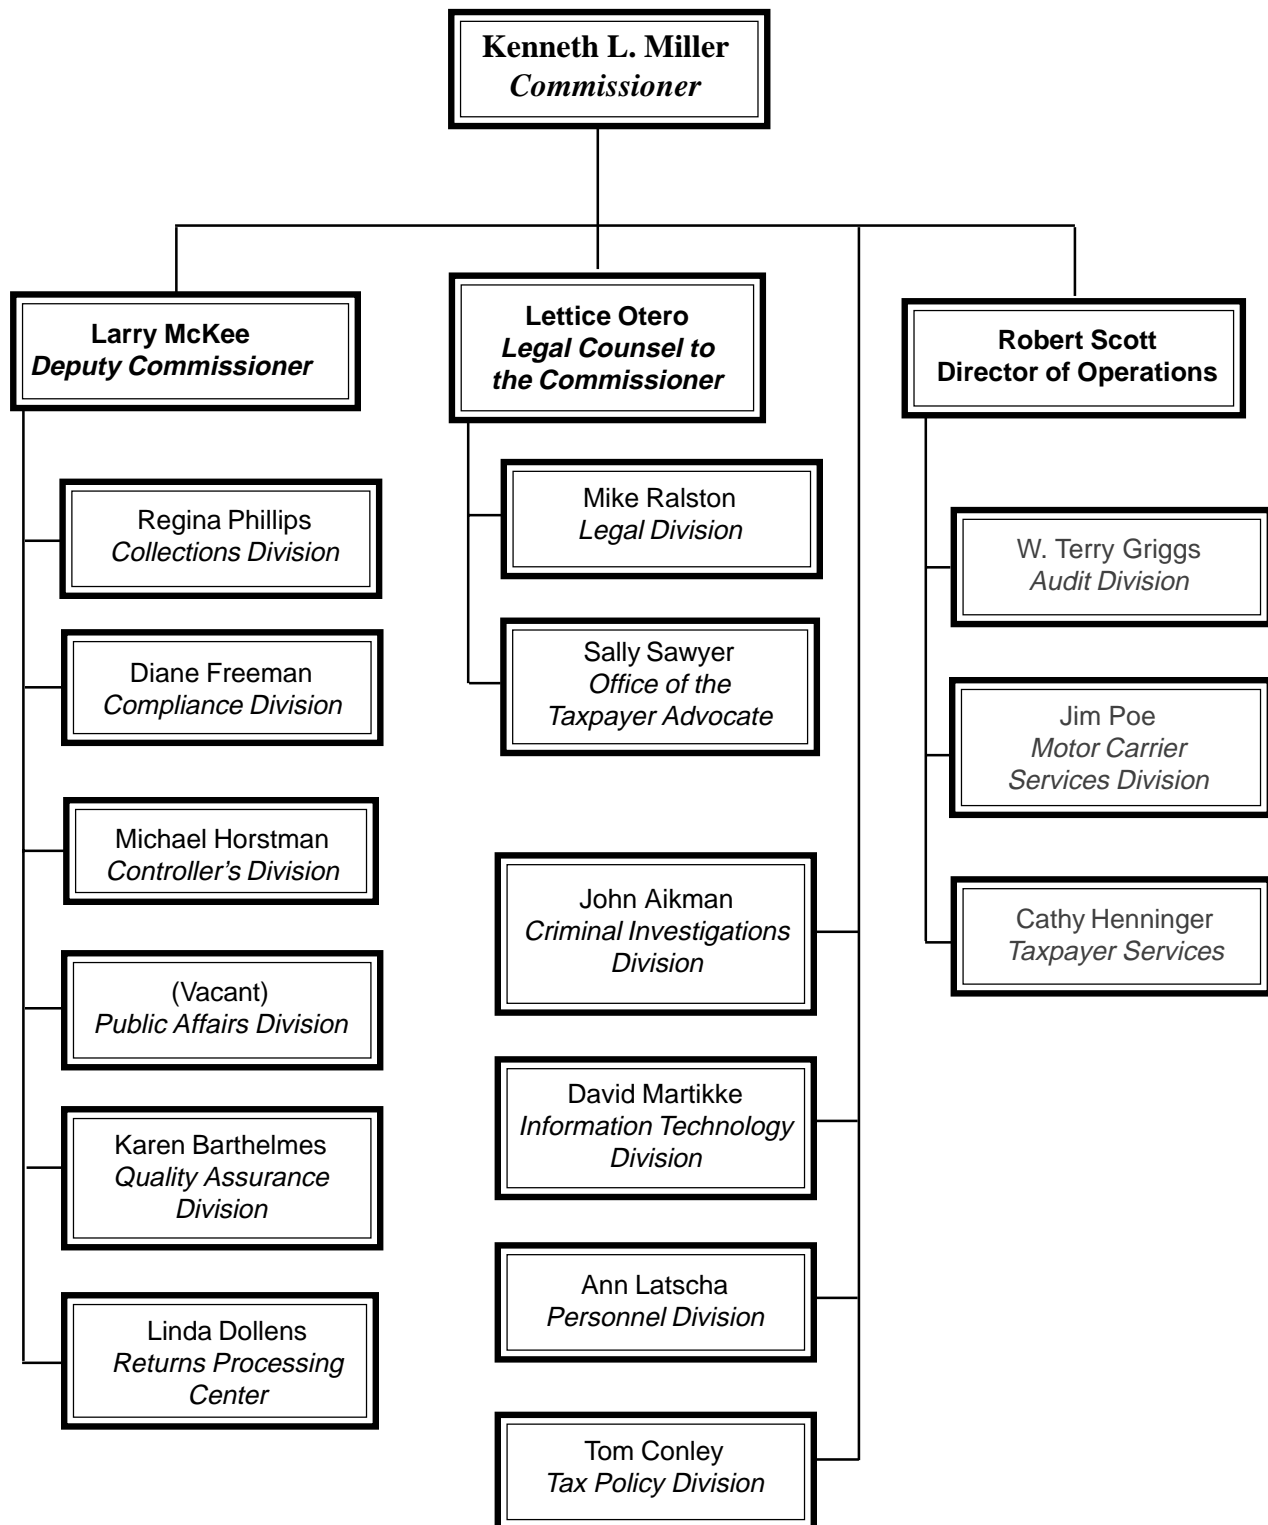 Kenneth L. Miller
Commissioner
Larry McKee
Deputy Commissioner
Lettice Otero
Legal Counsel to
the Commissioner
Robert Scott
Director of Operations
Regina Phillips
Collections Division
Diane Freeman
Compliance Division
Michael Horstman
Controller's Division
(Vacant)
Public Affairs Division
Karen Barthelmes
Quality Assurance
Division
Linda Dollens
Returns Processing
Center
Mike Ralston
Legal Division
Sally Sawyer
Office of the
Taxpayer Advocate
John Aikman
Criminal Investigations
Division
David Martikke
Information Technology
Division
Ann Latscha
Personnel Division
Tom Conley
Tax Policy Division
W. Terry Griggs
Audit Division
Jim Poe
Motor Carrier
Services Division
Cathy Henninger
Taxpayer Services